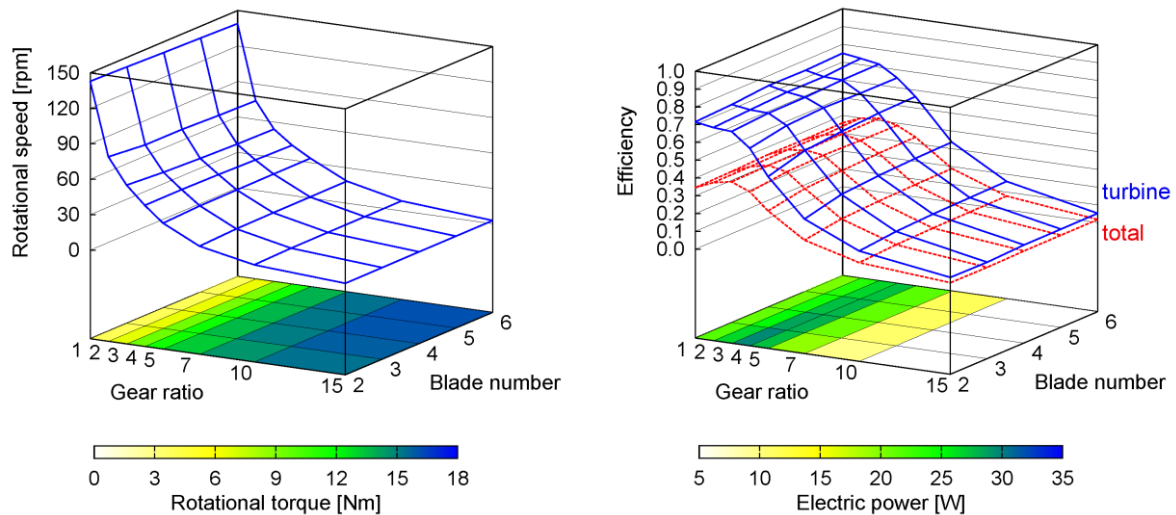 Rotational speed [rpm]
150
120
90
60
30
0
1 2 3 4 5 7 10 15
Gear ratio
2 3 4 5 6
Blade number
0 3 6 9 12 15 18
Rotational torque [Nm]
Efficiency
1.0
0.9
0.8
0.7
0.6
0.5
0.4
0.3
0.2
0.1
0.0
turbine
total
1 2 3 4 5 7 10 15
Gear ratio
2 3 4 5 6
Blade number
5 10 15 20 25 30 35
Electric power [W]